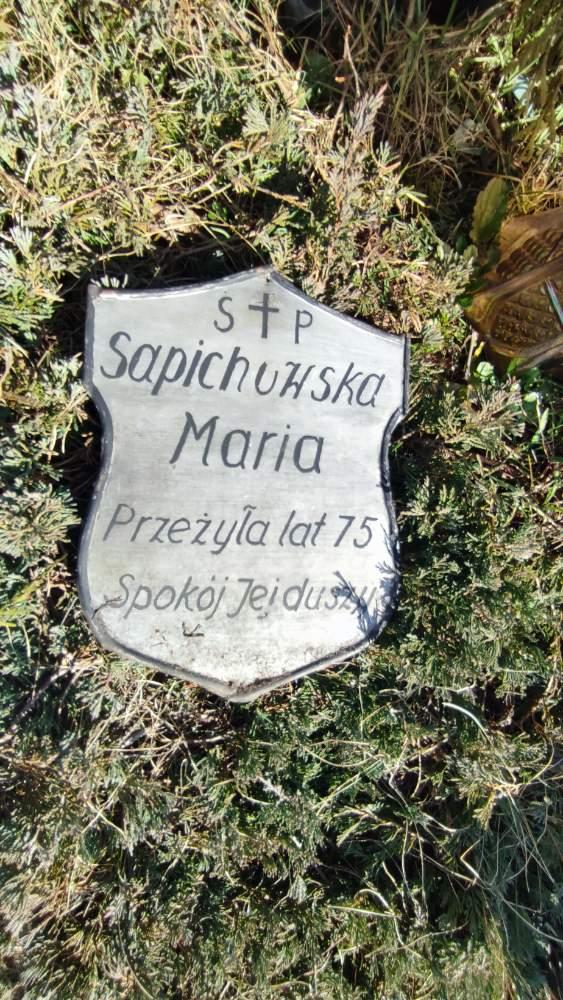 S † P
Sapichowska
Maria
Przeżyła lat 75
Spokój Jej duszy